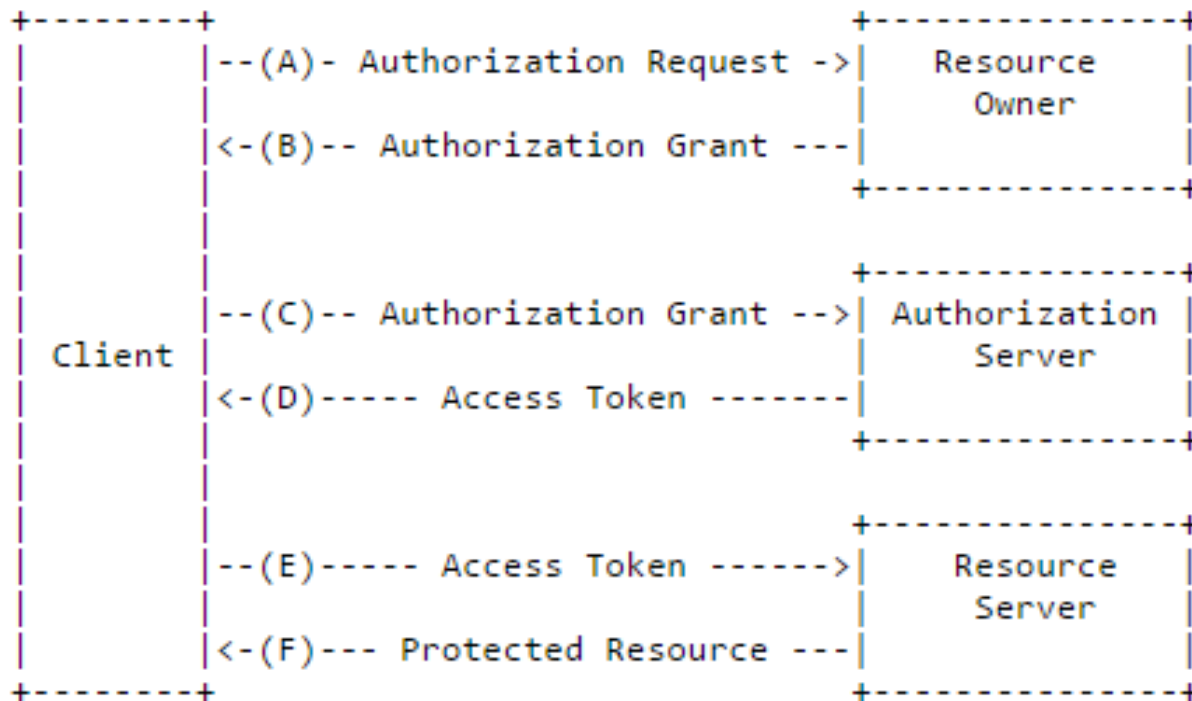 +--------+                               +---------------+
|        |--(A)- Authorization Request ->|   Resource    |
|        |                               |     Owner     |
|        |<-(B)-- Authorization Grant ---|               |
|        |                               +---------------+
|        |
|        |                               +---------------+
|        |--(C)-- Authorization Grant -->| Authorization |
| Client |                               |     Server    |
|        |<-(D)----- Access Token -------|               |
|        |                               +---------------+
|        |
|        |                               +---------------+
|        |--(E)----- Access Token ------>|    Resource   |
|        |                               |     Server    |
|        |<-(F)--- Protected Resource ---|               |
+--------+                               +---------------+